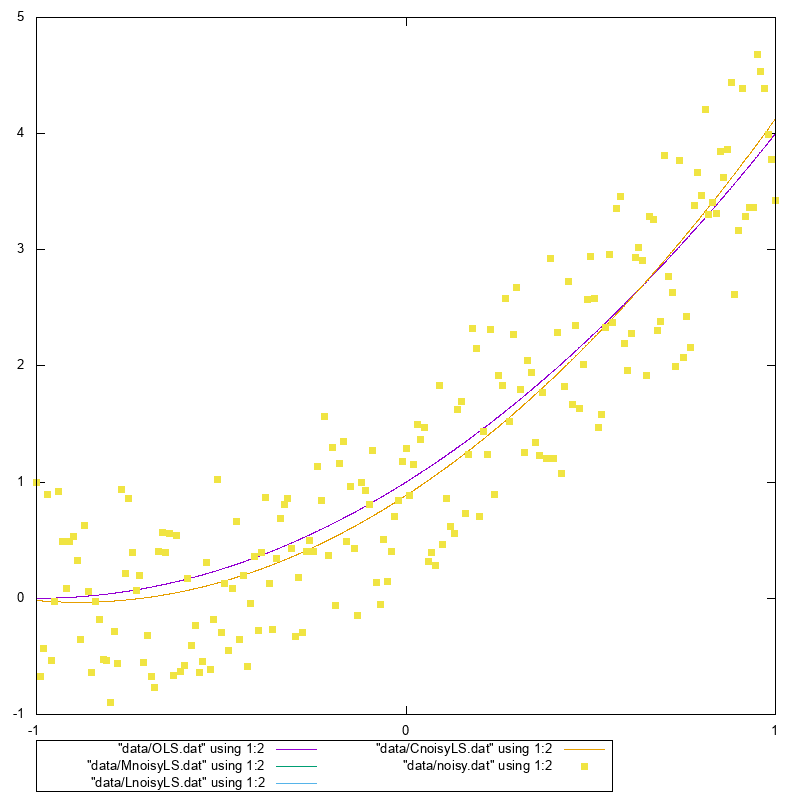 5
4
3
2
1
0
-1
-1 0 1
"data/OLS.dat" using 1:2 "data/CnoisyLS.dat" using 1:2
"data/MnoisyLS.dat" using 1:2 "data/noisy.dat" using 1:2
"data/LnoisyLS.dat" using 1:2